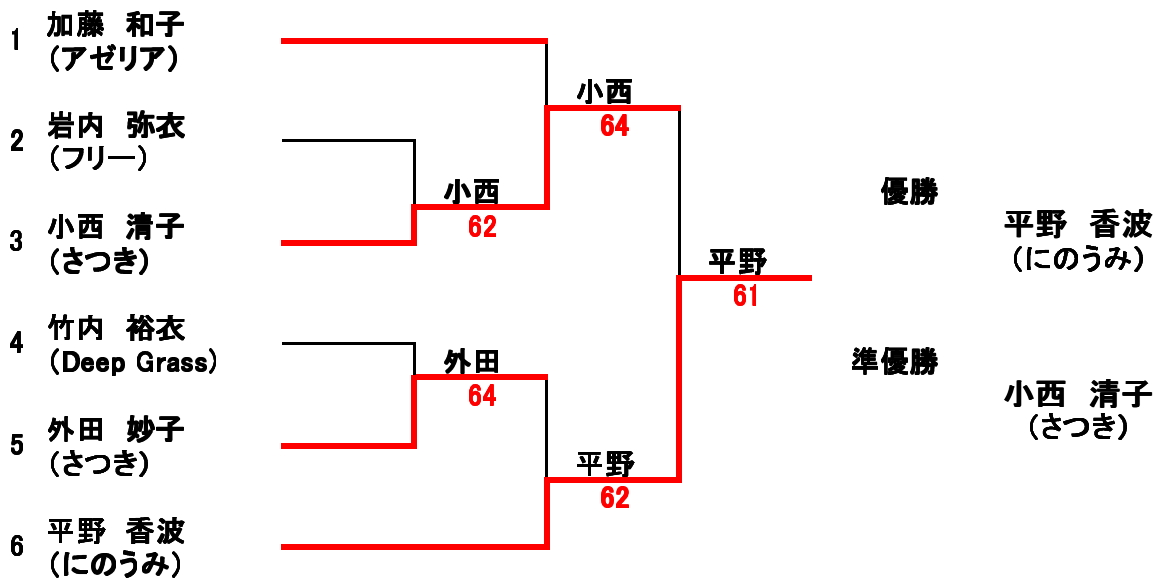 1 加藤　和子
（アゼリア）
2 岩内　弥衣
（フリー）
3 小西　清子
（さつき）
4 竹内　裕衣
（Deep Grass）
5 外田　妙子
（さつき）
6 平野　香波
（にのうみ）
小西
62
外田
64
小西
64
平野
62
平野
61
優勝
平野　香波
（にのうみ）
準優勝
小西　清子
（さつき）